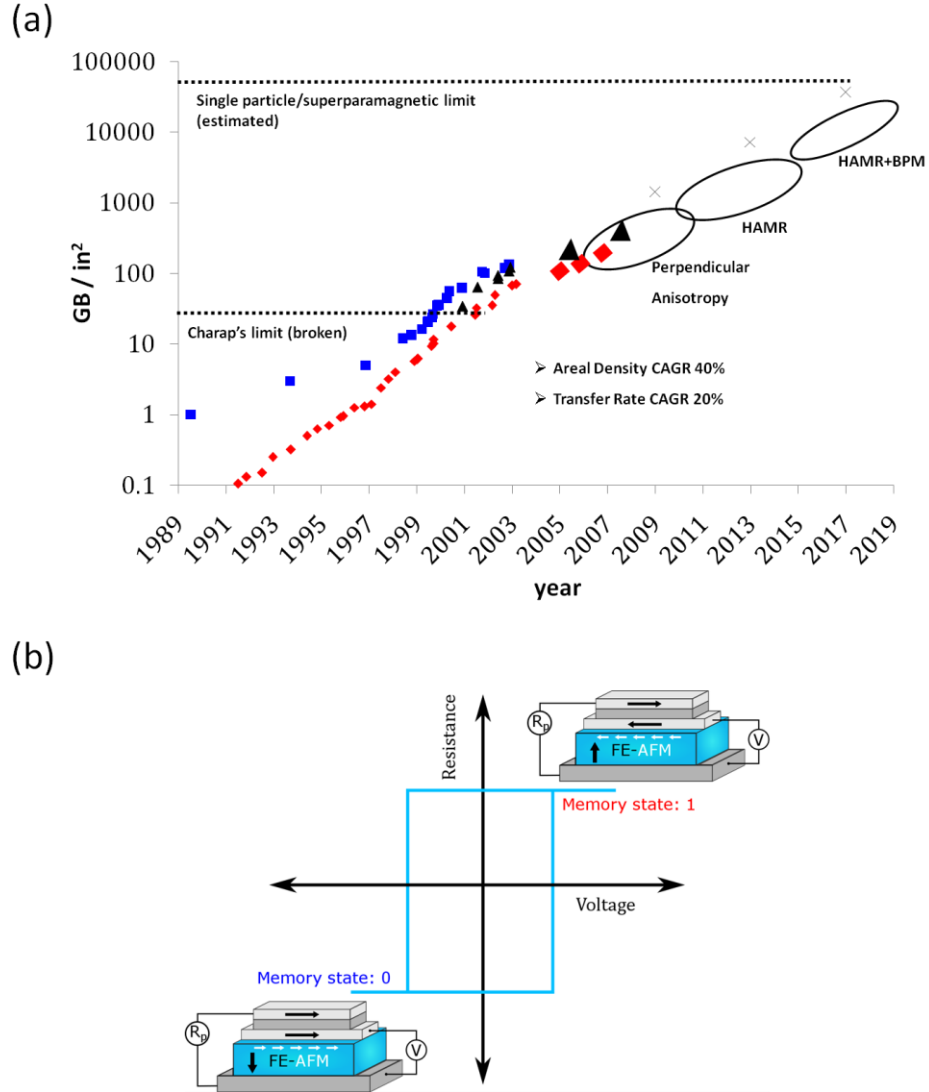 (a)
GB / in²
100000
10000
1000
100
10
1
0.1
Single particle/superparamagnetic limit
(estimated)
HAMR+BPM
HAMR
Perpendicular
Anisotropy
Charap's limit (broken)
➢ Areal Density CAGR 40%
➢ Transfer Rate CAGR 20%
1989 1991 1993 1995 1997 1999 2001 2003 2005 2007 2009 2011 2013 2015 2017 2019
year
(b)
Resistance
Rp
FE-AFM
V
Memory state: 1
Voltage
Memory state: 0
Rp
FE-AFM
V